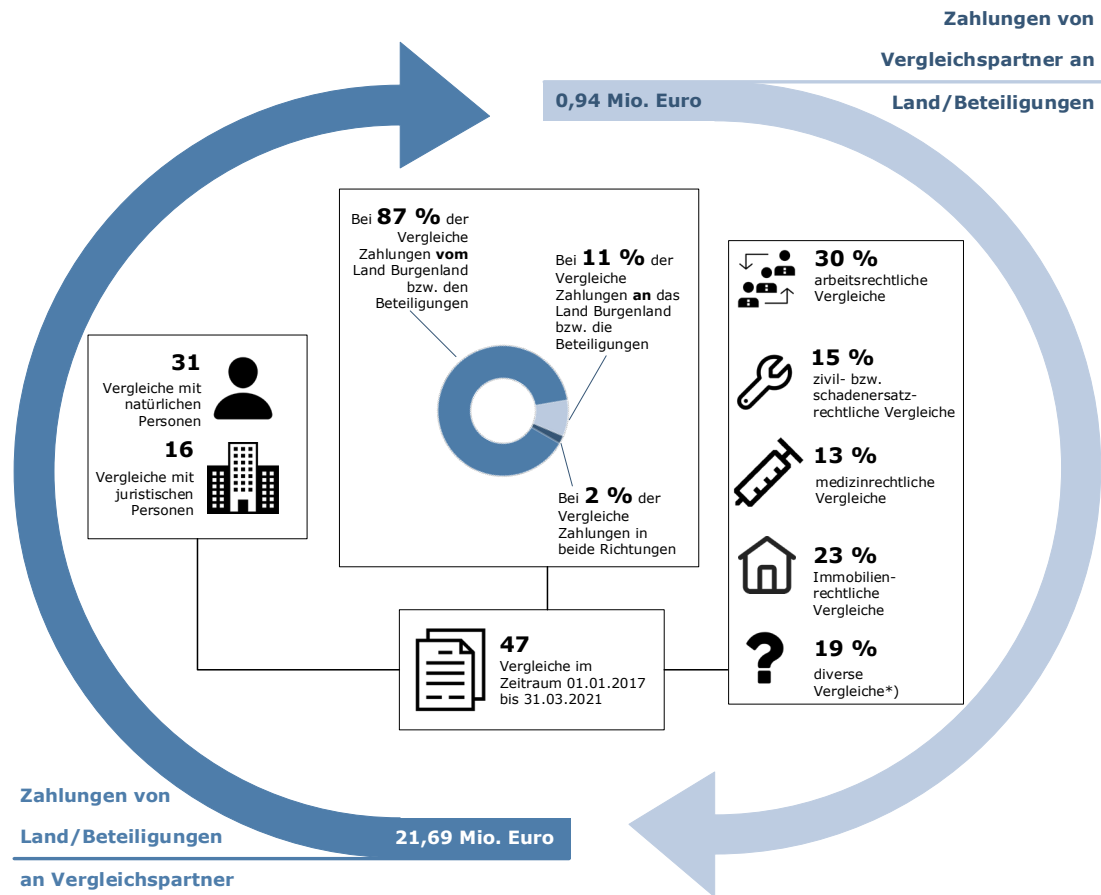 Zahlungen von
Vergleichspartner an
Land/Beteiligungen
0,94 Mio. Euro
Bei 87 % der
Vergleiche
Zahlungen vom
Land Burgenland
bzw. den
Beteiligungen
Bei 11 % der
Vergleiche
Zahlungen an das
Land Burgenland
bzw. die
Beteiligungen
Bei 2 % der
Vergleiche
Zahlungen in
beide Richtungen
31
Vergleiche mit
natürlichen
Personen
16
Vergleiche mit
juristischen
Personen
30 %
arbeitsrechtliche
Vergleiche
15 %
zivil- bzw.
schadenersatz-
rechtliche Vergleiche
13 %
medizinrechtliche
Vergleiche
23 %
Immobilien-
rechtliche
Vergleiche
19 %
diverse
Vergleiche*)
47
Vergleiche im
Zeitraum 01.01.2017
bis 31.03.2021
Zahlungen von
Land/Beteiligungen
an Vergleichspartner
21,69 Mio. Euro